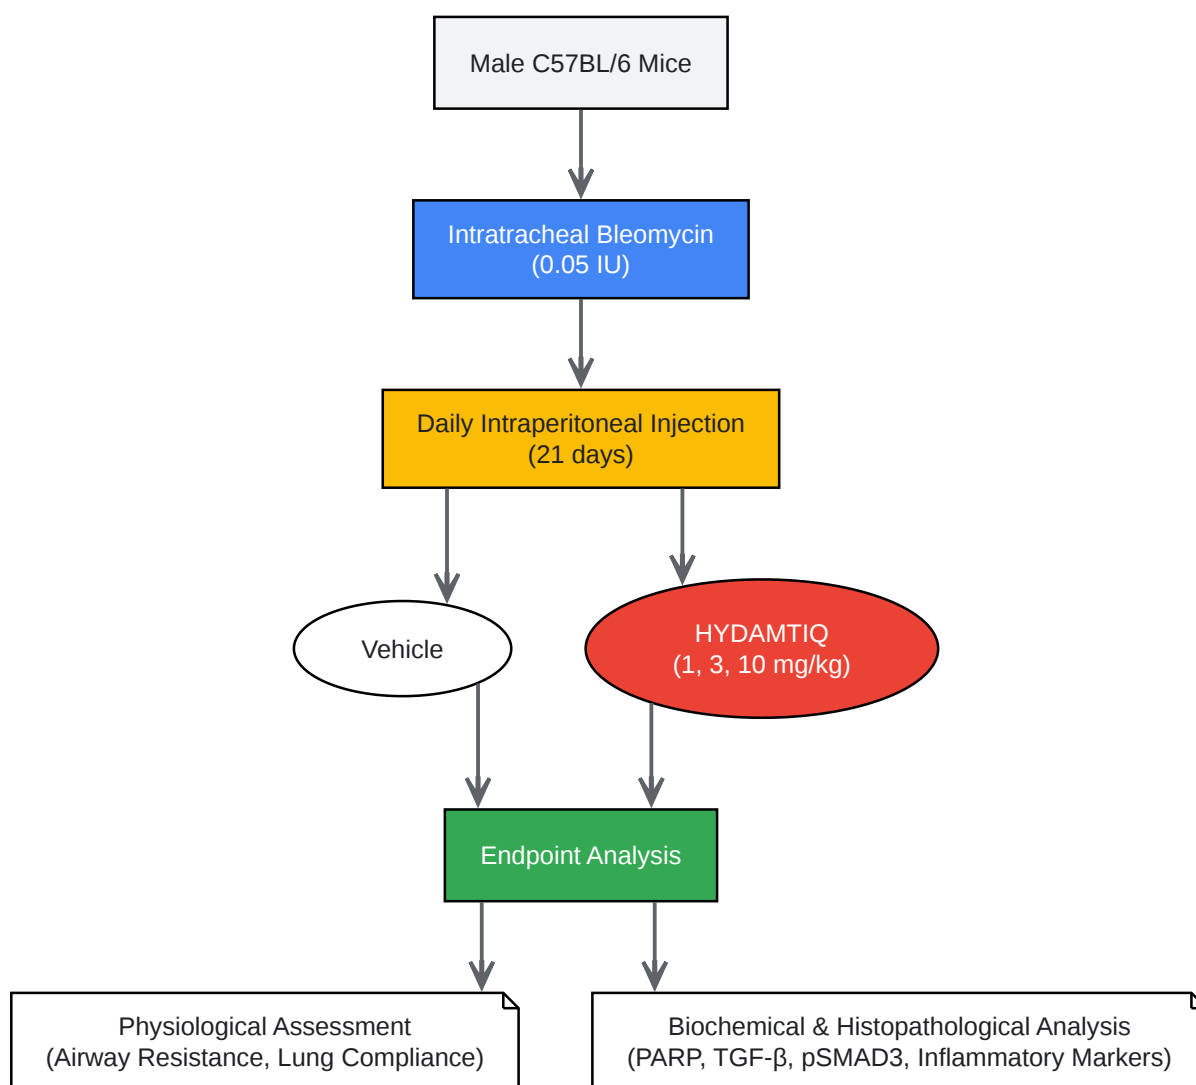 Male C57BL/6 Mice
Intratracheal Bleomycin
(0.05 IU)
Daily Intraperitoneal Injection
(21 days)
Vehicle
HYDAMTIQ
(1, 3, 10 mg/kg)
Endpoint Analysis
Physiological Assessment
(Airway Resistance, Lung Compliance)
Biochemical & Histopathological Analysis
(PARP, TGF-β, pSMAD3, Inflammatory Markers)